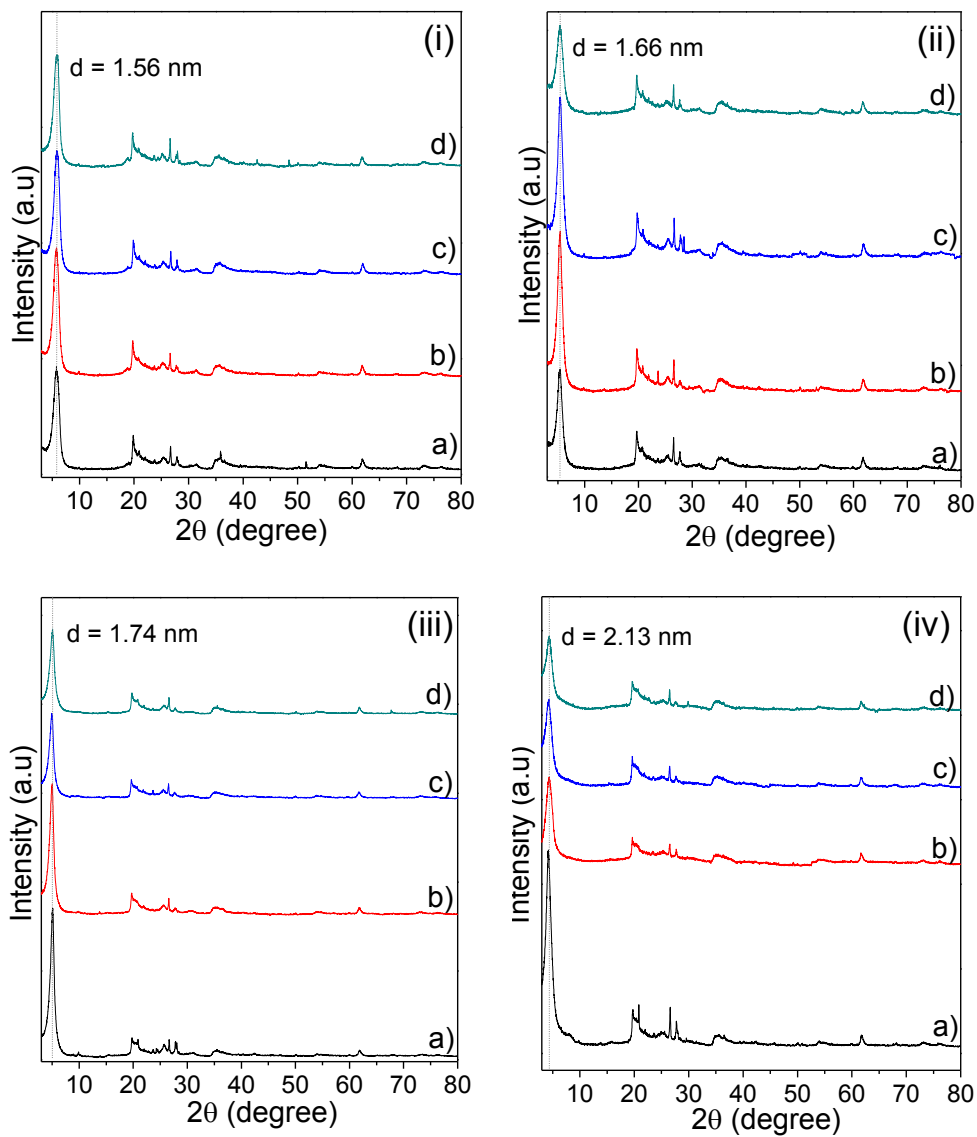 (i)
d = 1.56 nm
d)
c)
b)
a)
Intensity (a.u)
10 20 30 40 50 60 70 80
2θ (degree)
(ii)
d = 1.66 nm
d)
c)
b)
a)
Intensity (a.u)
10 20 30 40 50 60 70 80
2θ (degree)
(iii)
d = 1.74 nm
d)
c)
b)
a)
Intensity (a.u)
10 20 30 40 50 60 70 80
2θ (degree)
(iv)
d = 2.13 nm
d)
c)
b)
a)
Intensity (a.u)
10 20 30 40 50 60 70 80
2θ (degree)